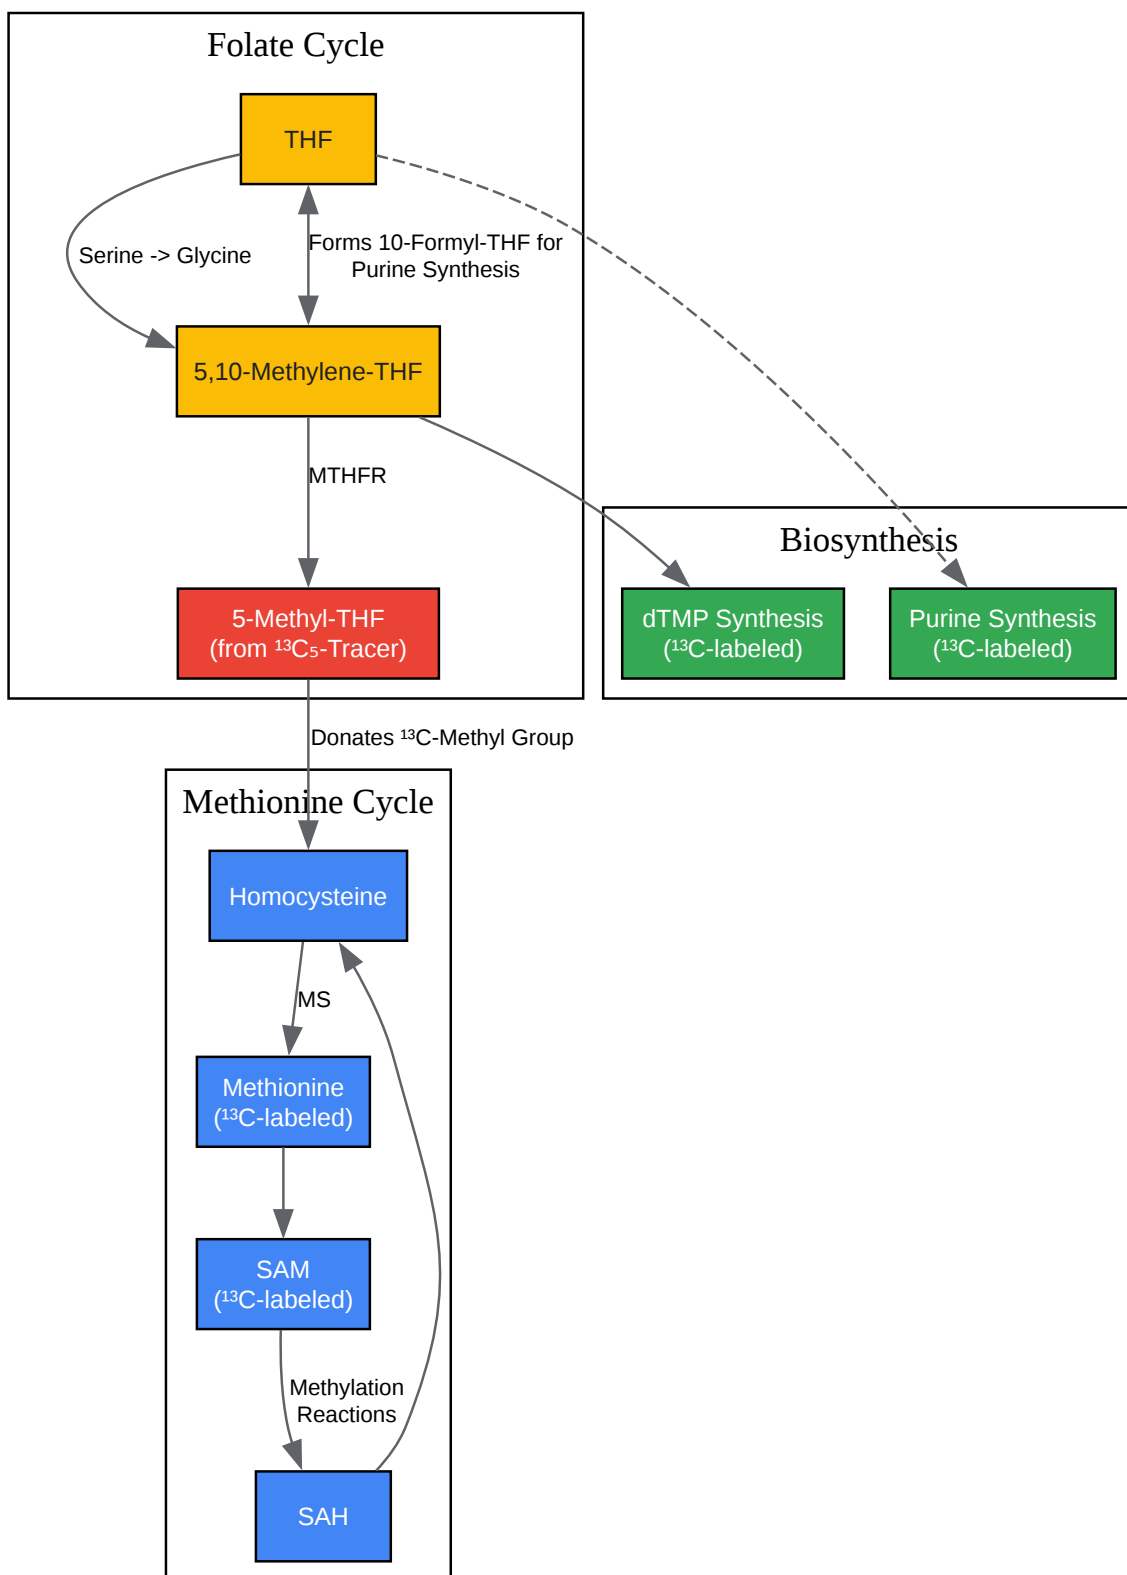 Folate Cycle
THF
Serine -> Glycine
Forms 10-Formyl-THF for
Purine Synthesis
5,10-Methylene-THF
MTHFR
Biosynthesis
5-Methyl-THF
(from ¹³C₅-Tracer)
dTMP Synthesis
(¹³C-labeled)
Purine Synthesis
(¹³C-labeled)
Donates ¹³C-Methyl Group
Methionine Cycle
Homocysteine
MS
Methionine
(¹³C-labeled)
SAM
(¹³C-labeled)
Methylation
Reactions
SAH